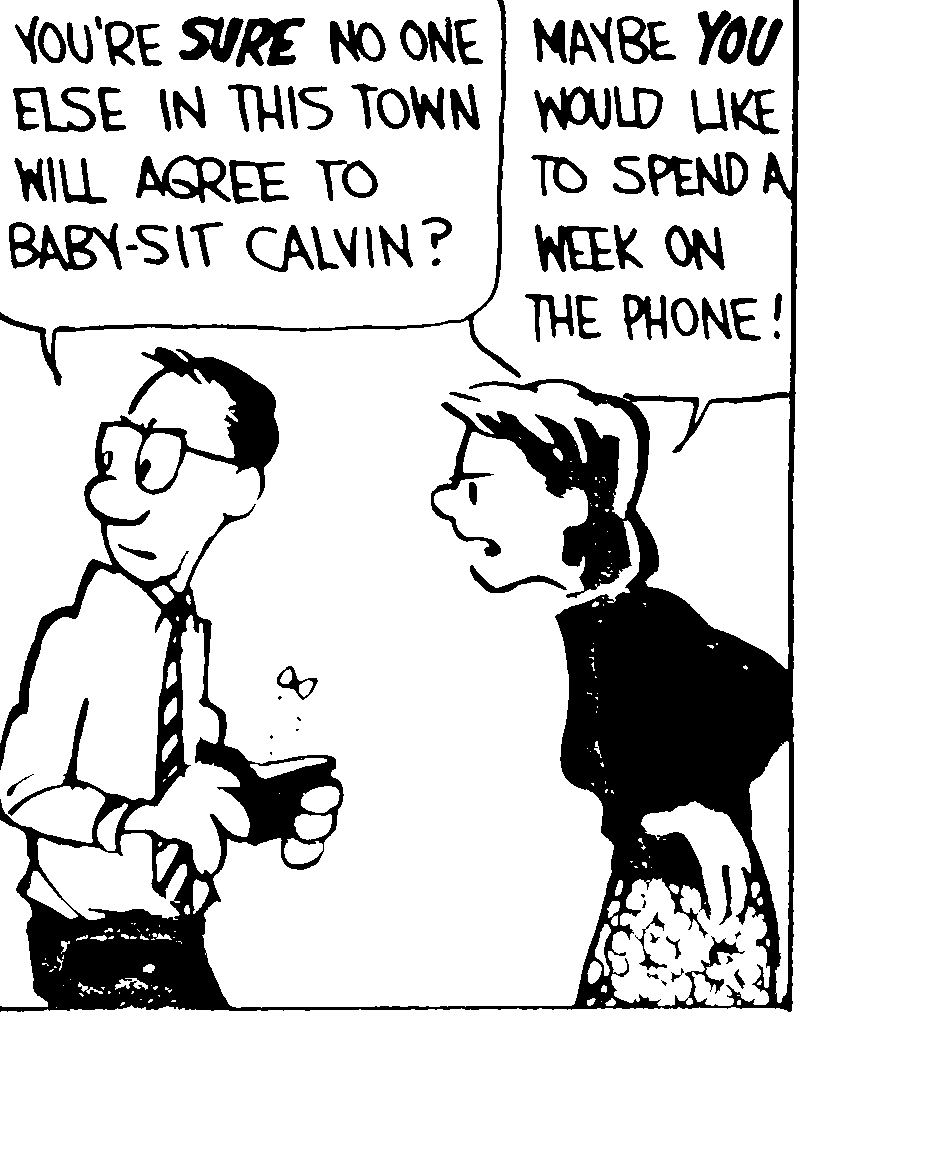 YOU'RE SURE NO ONE
ELSE IN THIS TOWN
WILL AGREE TO
BABY-SIT CALVIN?
MAYBE YOU
WOULD LIKE
TO SPEND A
WEEK ON
THE PHONE!